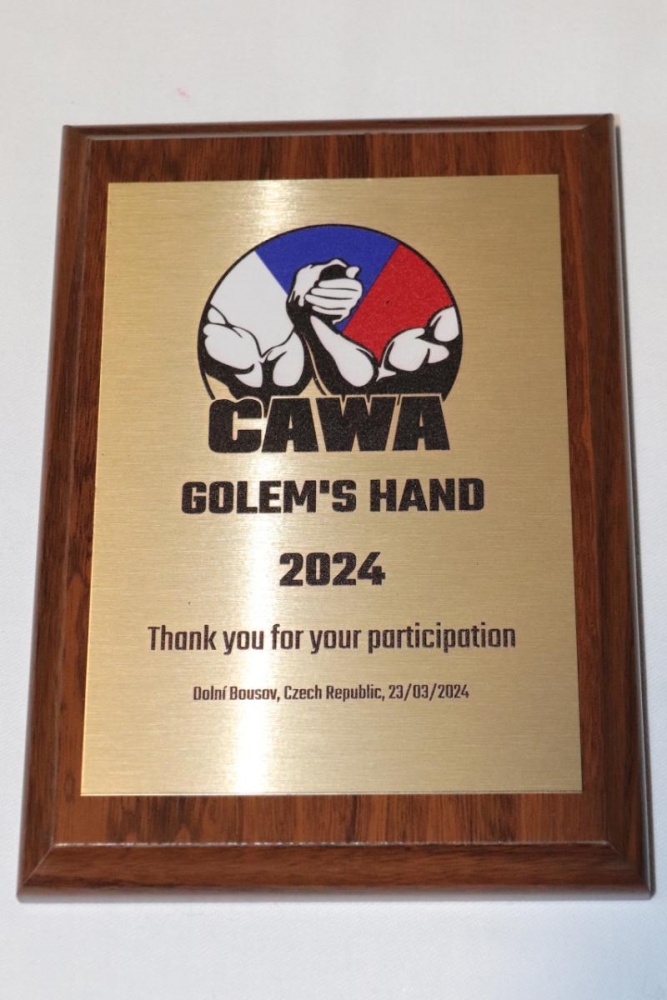 CAWA
GOLEM'S HAND
2024
Thank you for your participation
Dolní Bousov, Czech Republic, 23/03/2024